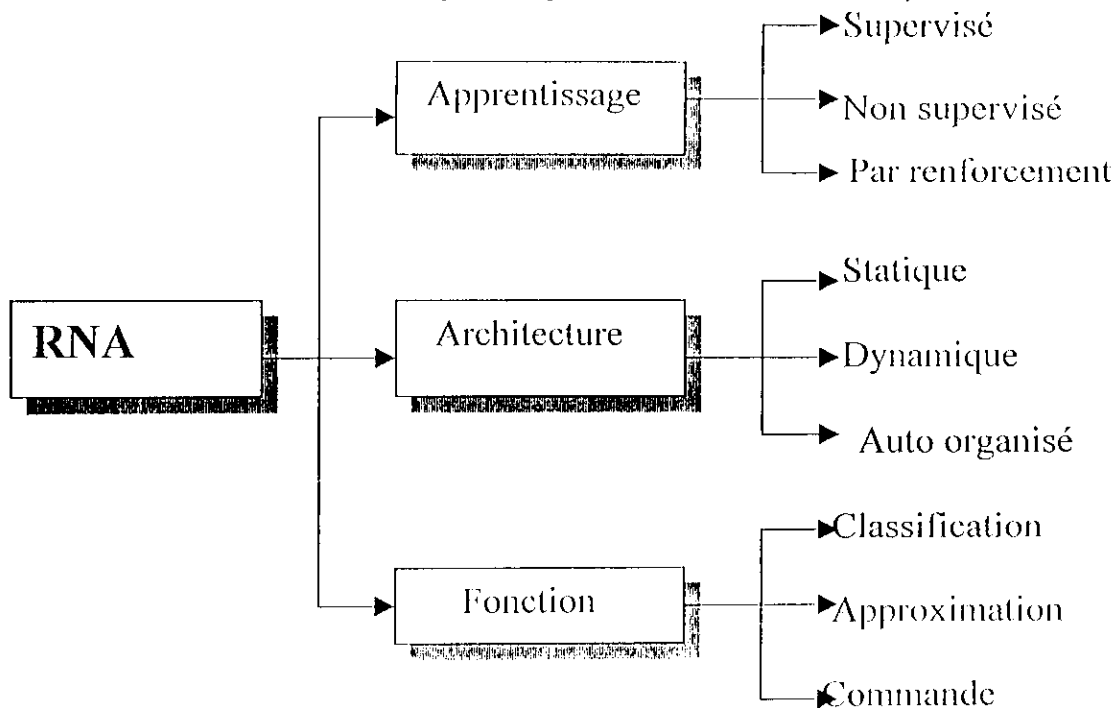 Supervisé
Apprentissage
Non supervisé
Par renforcement
Statique
RNA
Architecture
Dynamique
Auto organisé
Classification
Fonction
Approximation
Commande